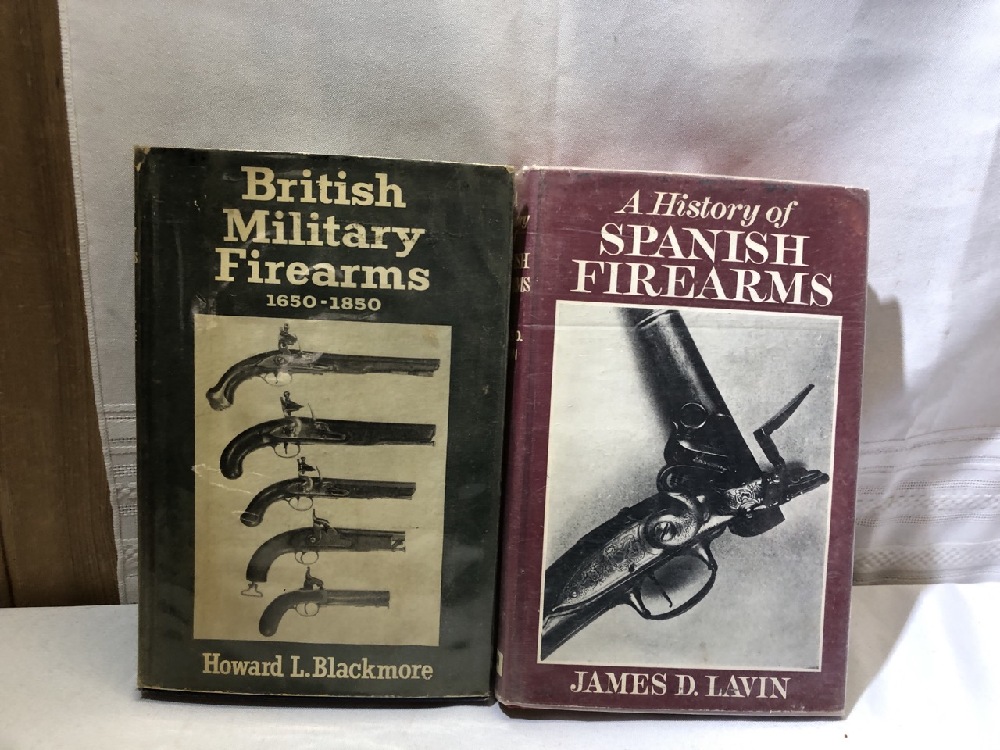 British
Military
Firearms
1650-1850
Howard L. Blackmore
A History of
SPANISH
FIREARMS
JAMES D. LAVIN